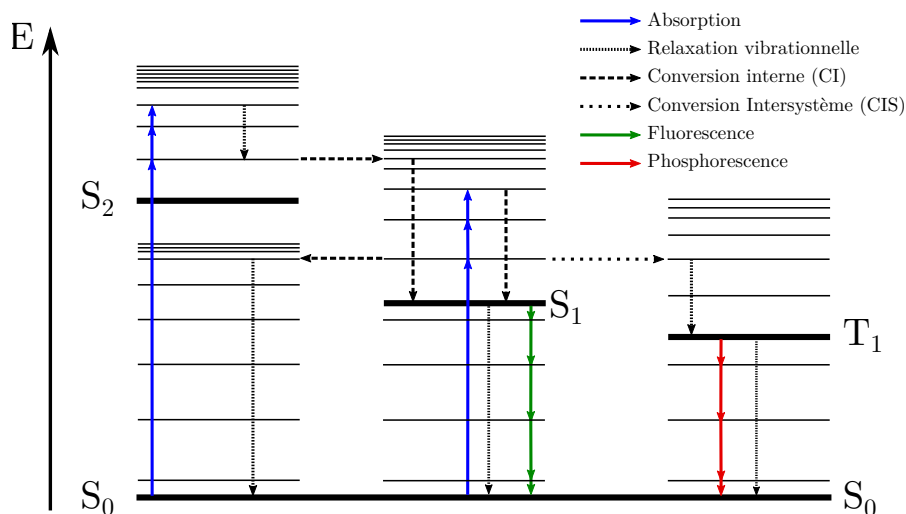 E
Absorption
Relaxation vibrationnelle
Conversion interne (CI)
Conversion Intersystème (CIS)
Fluorescence
Phosphorescence
S₂
S₁
T₁
S₀
S₀